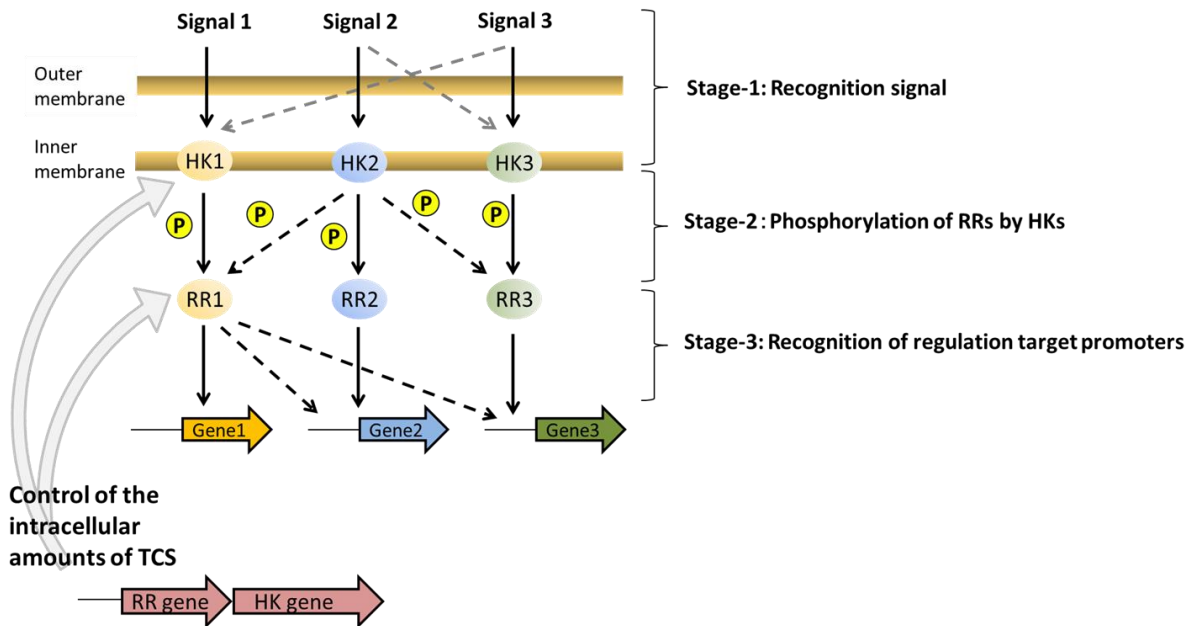 Signal 1
Signal 2
Signal 3
Outer
membrane
Stage-1: Recognition signal
Inner
membrane
HK1
HK2
HK3
P
P
P
P
P
Stage-2 : Phosphorylation of RRs by HKs
RR1
RR2
RR3
Stage-3: Recognition of regulation target promoters
Gene1
Gene2
Gene3
Control of the
intracellular
amounts of TCS
RR gene
HK gene